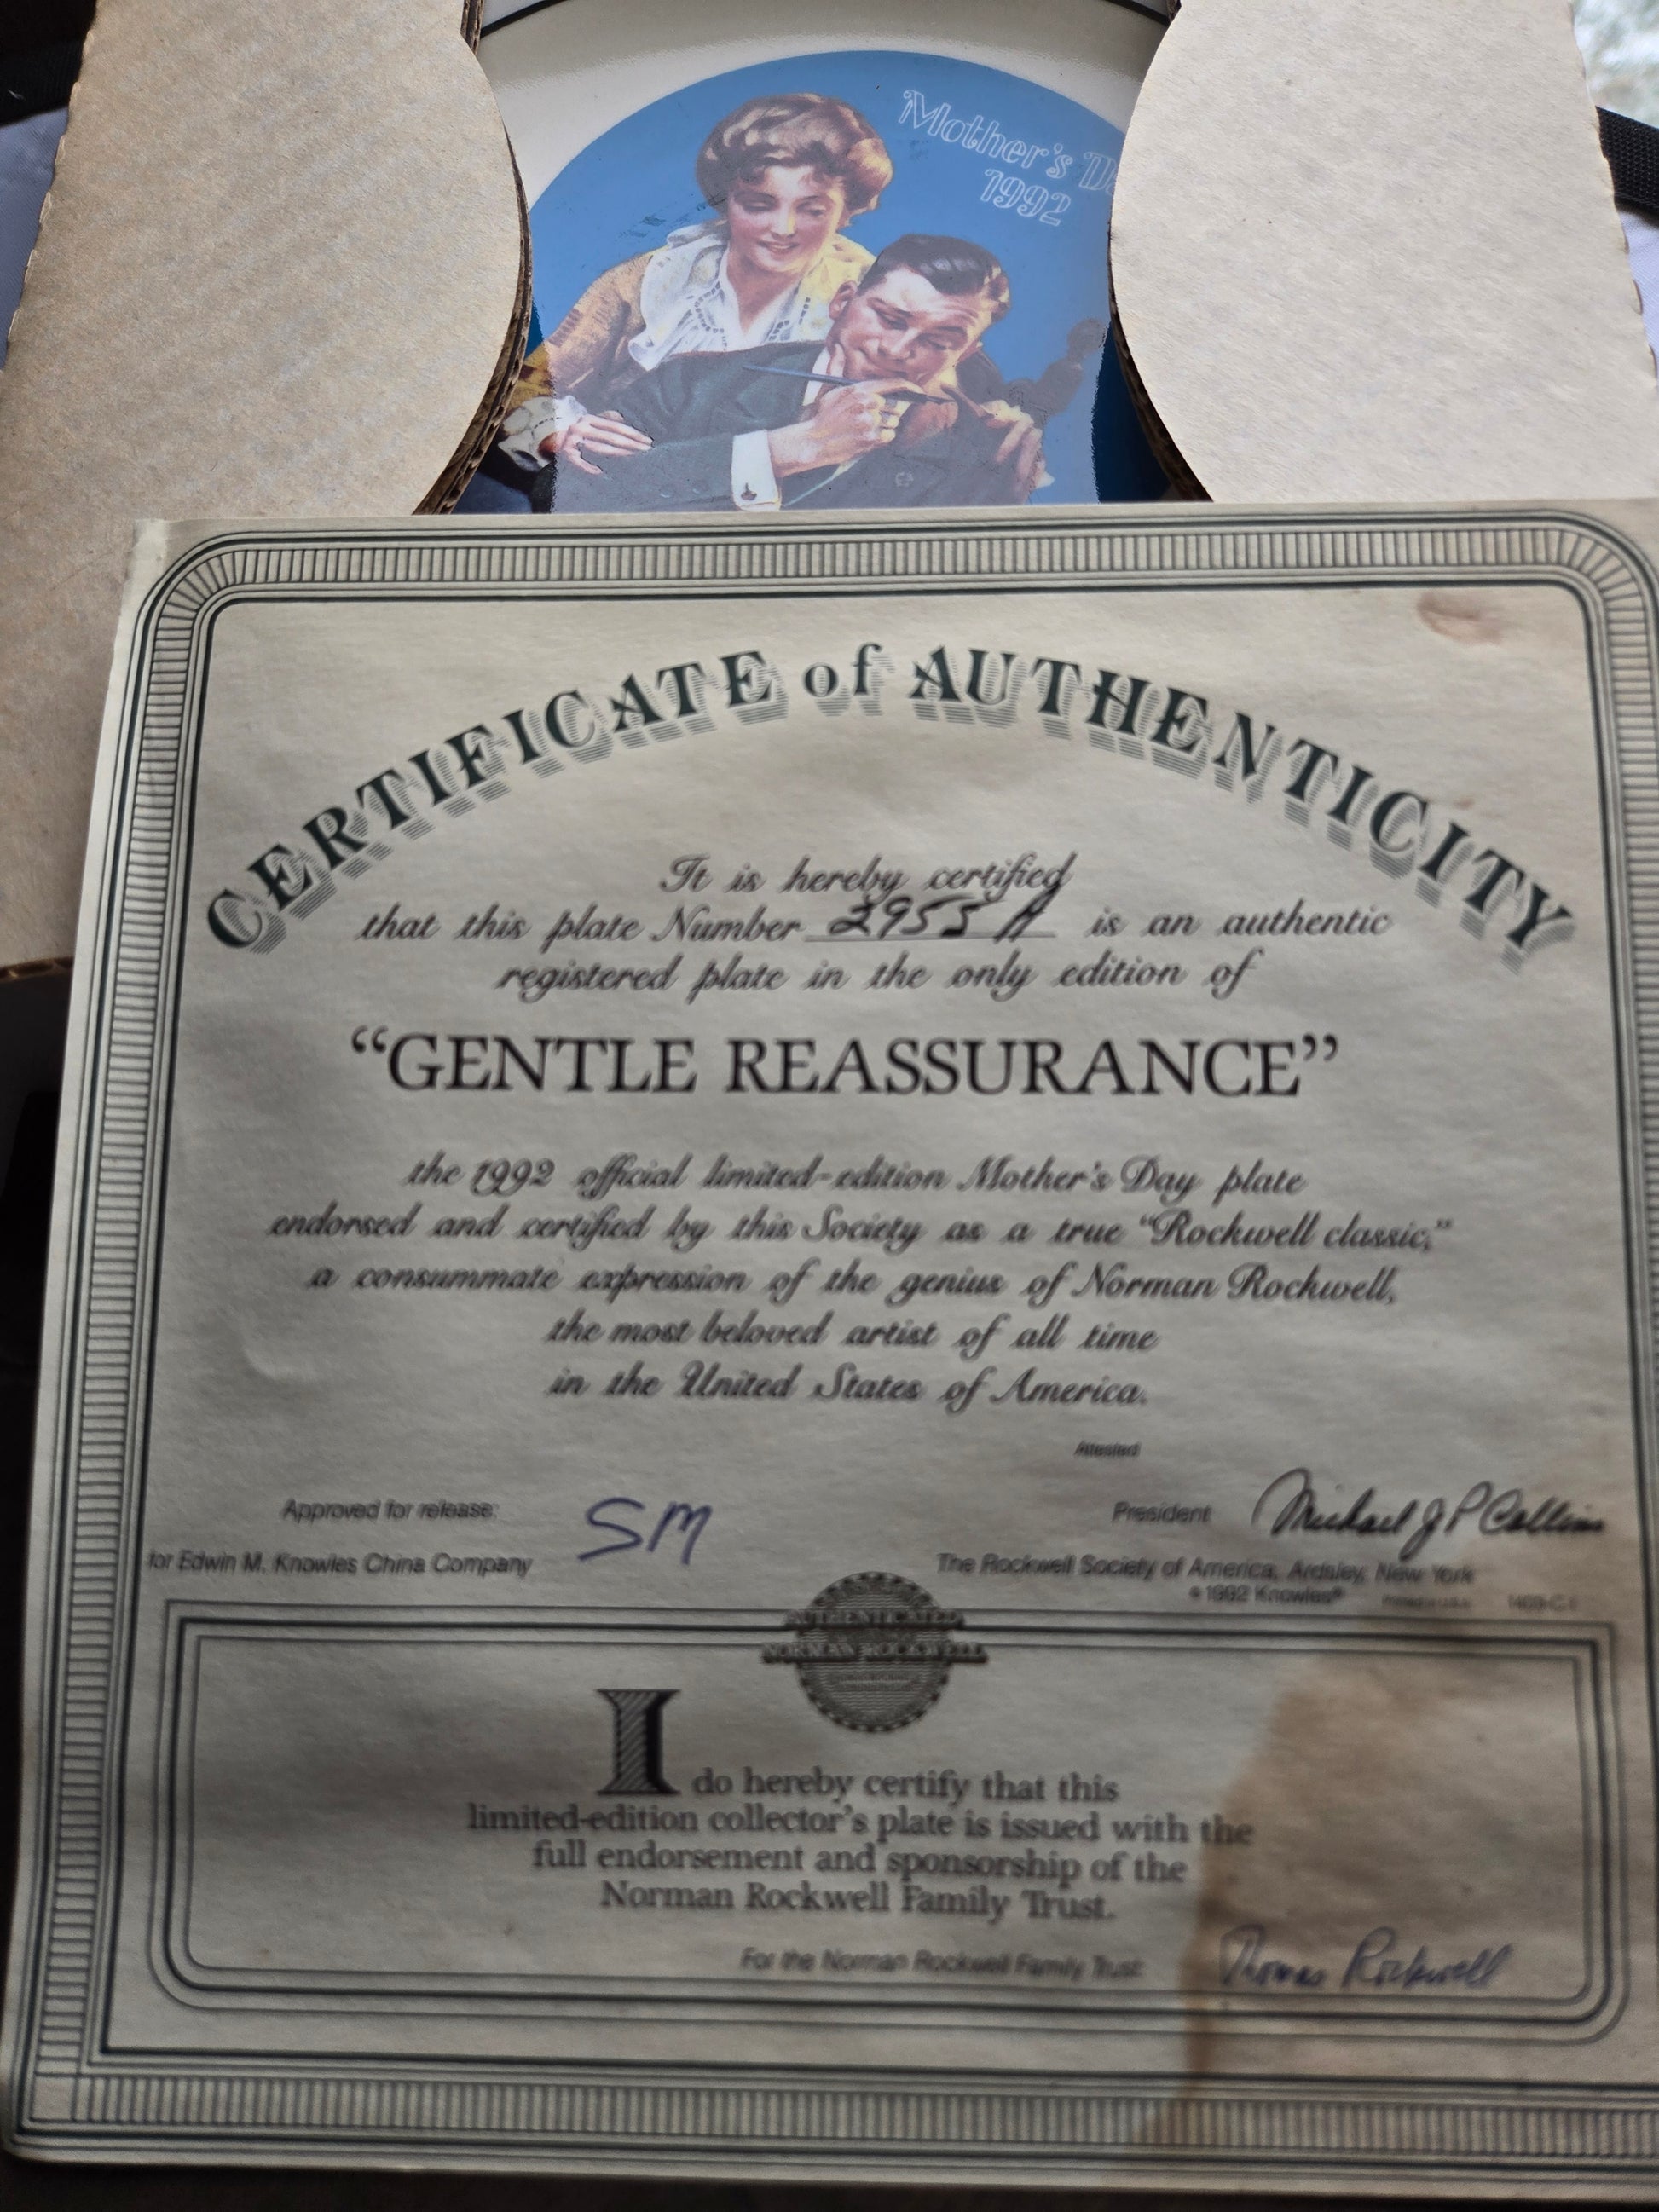 Mother's D
1992
CERTIFICATE of AUTHENTICITY
It is hereby certified
that this plate Number 2955 A is an authentic
registered plate in the only edition of
“GENTLE REASSURANCE”
the 1992 official limited-edition Mother's Day plate
endorsed and certified by this Society as a true “Rockwell classic,”
a consummate expression of the genius of Norman Rockwell,
the most beloved artist of all time
in the United States of America.
Attested
Approved for release: SM
President Michael J P Collins
for Edwin M. Knowles China Company
The Rockwell Society of America, Ardsley, New York
©1992 Knowles®
AUTHENTICATED
NORMAN ROCKWELL
I do hereby certify that this
limited-edition collector's plate is issued with the
full endorsement and sponsorship of the
Norman Rockwell Family Trust.
For the Norman Rockwell Family Trust: Thomas Rockwell